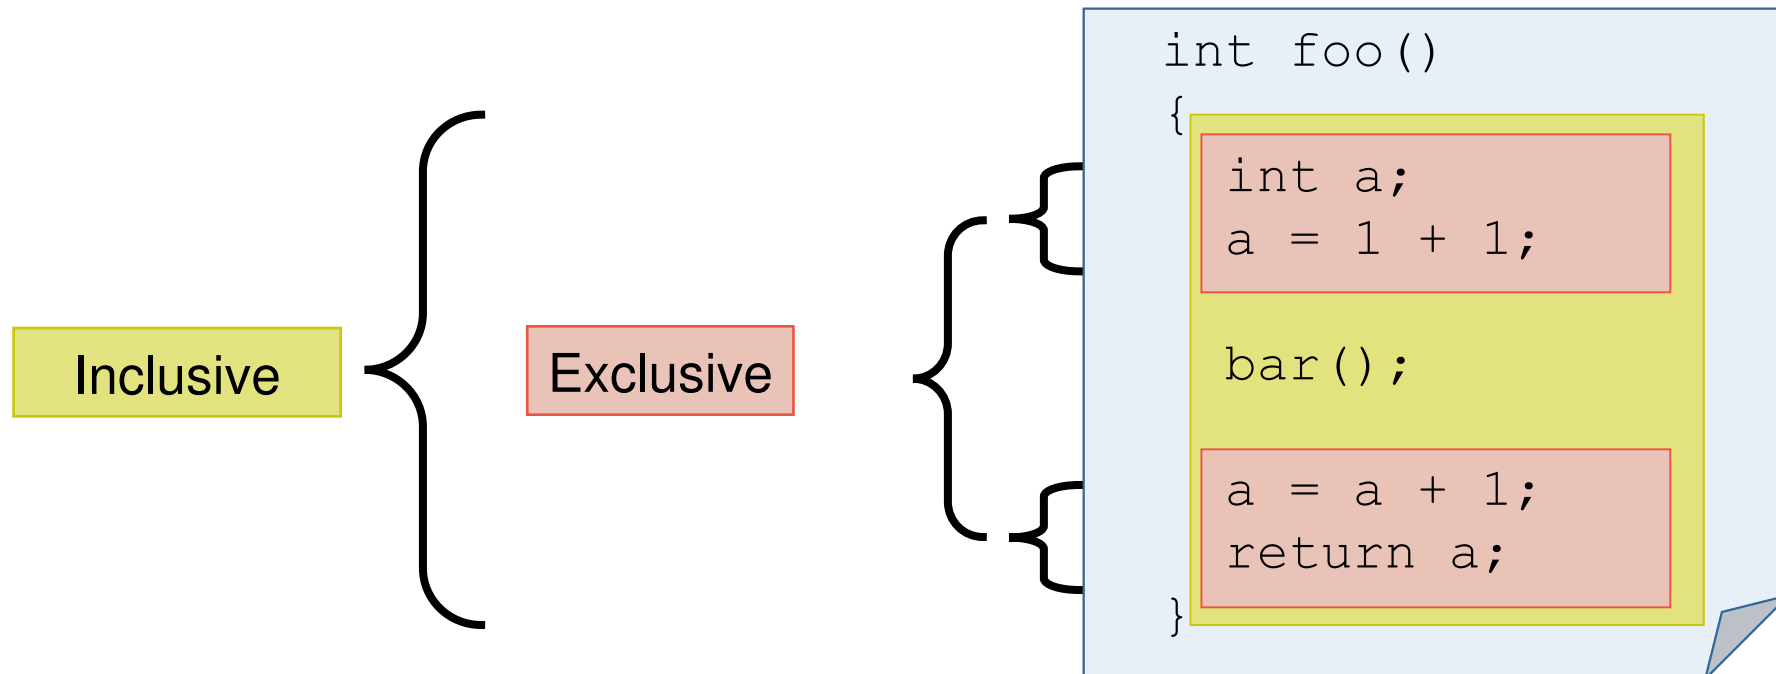 Inclusive
Exclusive
int foo()
{
int a;
a = 1 + 1;
bar();
a = a + 1;
return a;
}